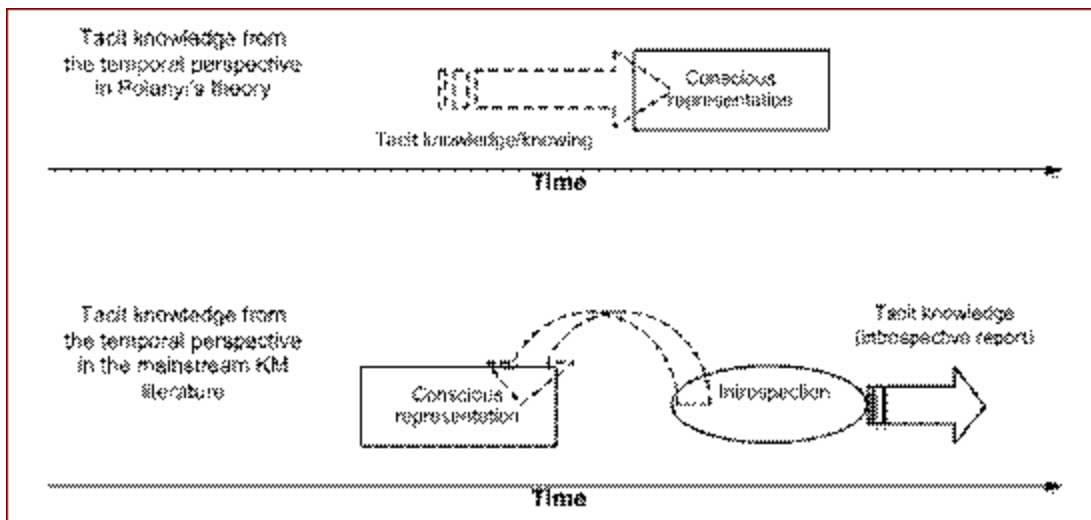 Tacit knowledge from
the temporal perspective
in Polanyi's theory
Conscious
representation
Tacit knowledge/knowing
Time
Tacit knowledge from
the temporal perspective
in the mainstream KM
literature
Tacit knowledge
(introspective report)
Conscious
representation
Introspection
Time